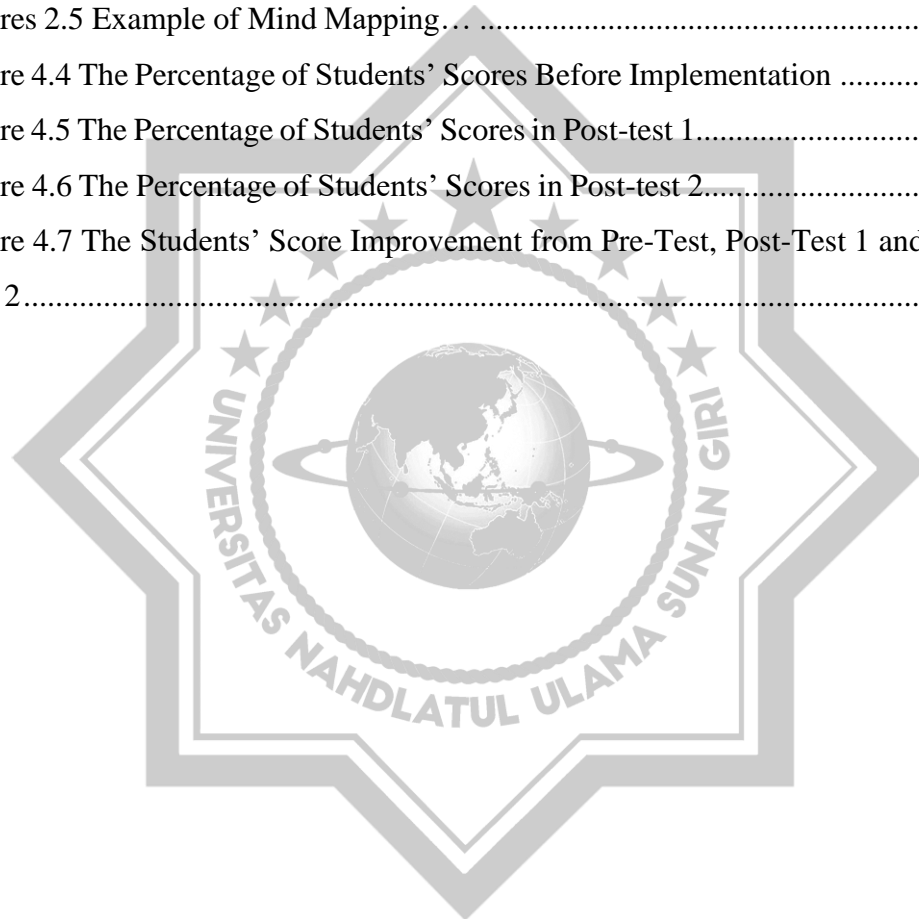 res 2.5 Example of Mind Mapping… ...........................................................
re 4.4 The Percentage of Students’ Scores Before Implementation ..........
re 4.5 The Percentage of Students’ Scores in Post-test 1............................
re 4.6 The Percentage of Students’ Scores in Post-test 2...........................
re 4.7 The Students’ Score Improvement from Pre-Test, Post-Test 1 and
2.................................................................................................................
UNIVERSITAS NAHDLATUL ULAMA SUNAN GIRI